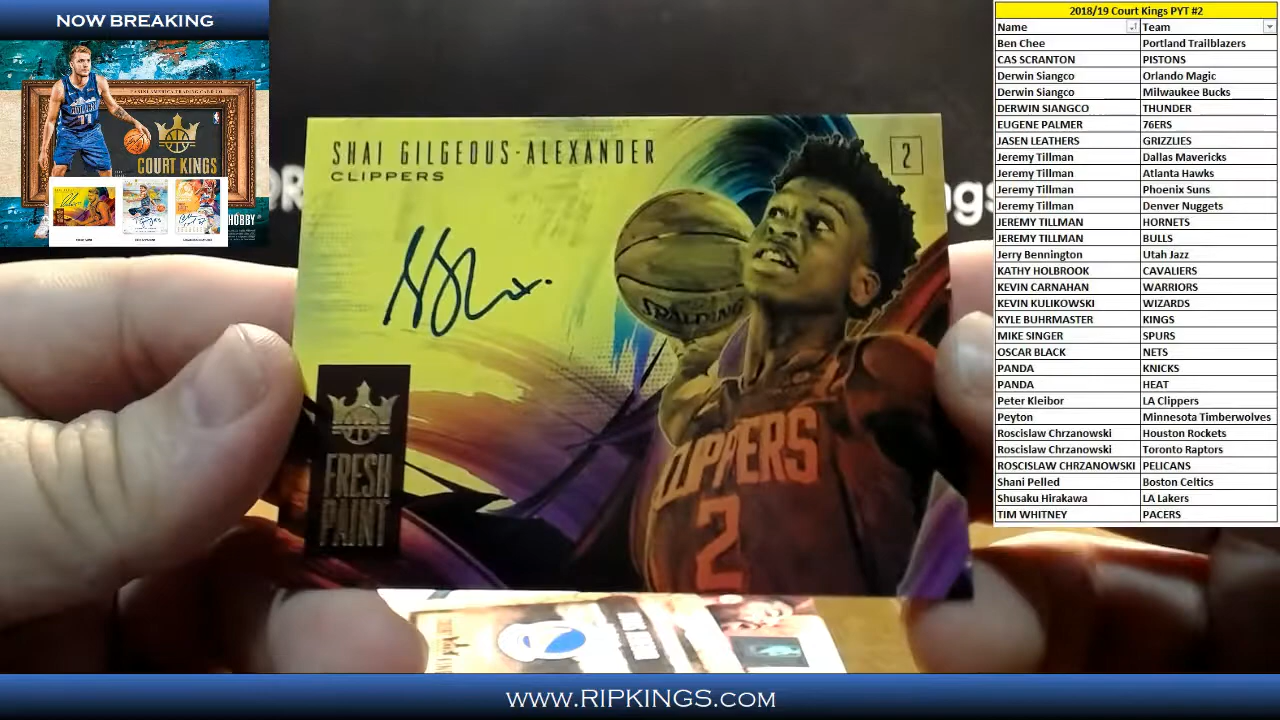 NOW BREAKING
PANINI AMERICA TRADING CARD CO.
COURT KINGS
HOBBY
SHAI GILGEOUS-ALEXANDER
CLIPPERS
2
SPALDING
CLIPPERS
2
FRESH
PAINT
2018/19 Court Kings PYT #2
Name Team
Ben Chee Portland Trailblazers
CAS SCRANTON PISTONS
Derwin Siangco Orlando Magic
Derwin Siangco Milwaukee Bucks
DERWIN SIANGCO THUNDER
EUGENE PALMER 76ERS
JASEN LEATHERS GRIZZLIES
Jeremy Tillman Dallas Mavericks
Jeremy Tillman Atlanta Hawks
Jeremy Tillman Phoenix Suns
Jeremy Tillman Denver Nuggets
JEREMY TILLMAN HORNETS
JEREMY TILLMAN BULLS
Jerry Bennington Utah Jazz
KATHY HOLBROOK CAVALIERS
KEVIN CARNAHAN WARRIORS
KEVIN KULIKOWSKI WIZARDS
KYLE BUHRMASTER KINGS
MIKE SINGER SPURS
OSCAR BLACK NETS
PANDA KNICKS
PANDA HEAT
Peter Kleibor LA Clippers
Peyton Minnesota Timberwolves
Roscislaw Chrzanowski Houston Rockets
Roscislaw Chrzanowski Toronto Raptors
ROSCISLAW CHRZANOWSKI PELICANS
Shani Pelled Boston Celtics
Shusaku Hirakawa LA Lakers
TIM WHITNEY PACERS
WWW.RIPKINGS.COM